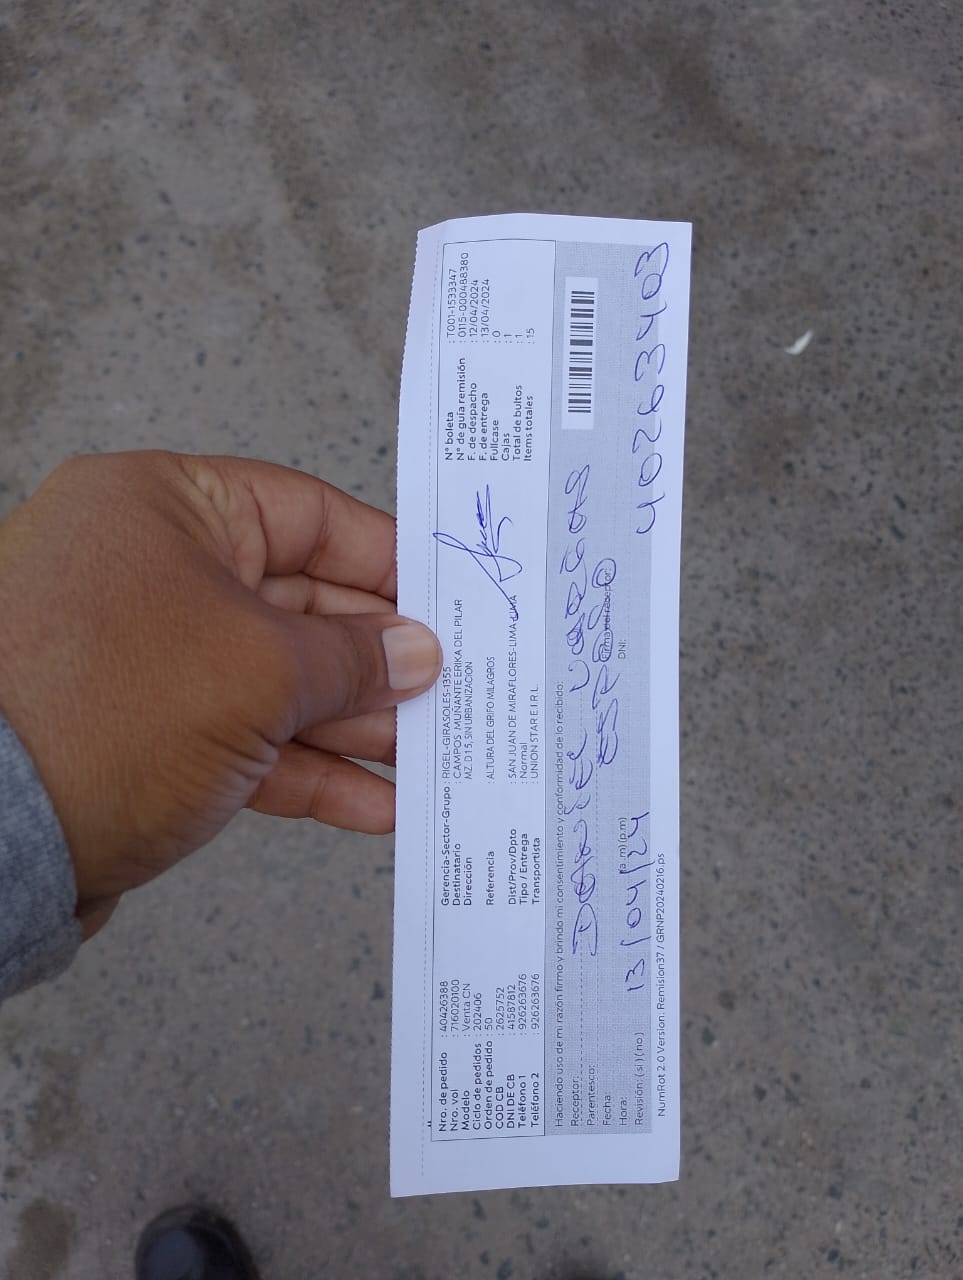 Nro. de pedido : 40426388
Nro. vol : 716020100
Modelo : Venta CN
Ciclo de pedidos : 202406
Orden de pedido : 50
COD CB : 2625752
DNI DE CB : 41587812
Teléfono 1 : 926263676
Teléfono 2 : 926263676
Gerencia-Sector-Grupo : RIGEL-GIRASOLES-1355
Destinatario : CAMPOS MUÑANTE ERIKA DEL PILAR
Dirección : MZ. D 15, SIN URBANIZACION
Referencia : ALTURA DEL GRIFO MILAGROS
Dist/Prov/Dpto : SAN JUAN DE MIRAFLORES-LIMA-LIMA
Tipo / Entrega : Normal
Transportista : UNION STAR E.I.R.L
N° boleta : T001-1533347
N° de guía remisión : 0115-000488380
F. de despacho : 12/04/2024
F. de entrega : 13/04/2024
Fullcase : 0
Cajas : 1
Total de bultos : 1
Items totales : 15
Haciendo uso de mi razón firmo y brindo mi consentimiento y conformidad de lo recibido:
Receptor: DANIEL VARGAS
Parentesco: ESPOSO
Fecha: 13/04/24
Firma del receptor:
Hora: (a.m) (p.m)
DNI: 40263403
Revisión: (si) (no)
NumRot 2.0 Version: Remision37 / GRNP20240216.ps